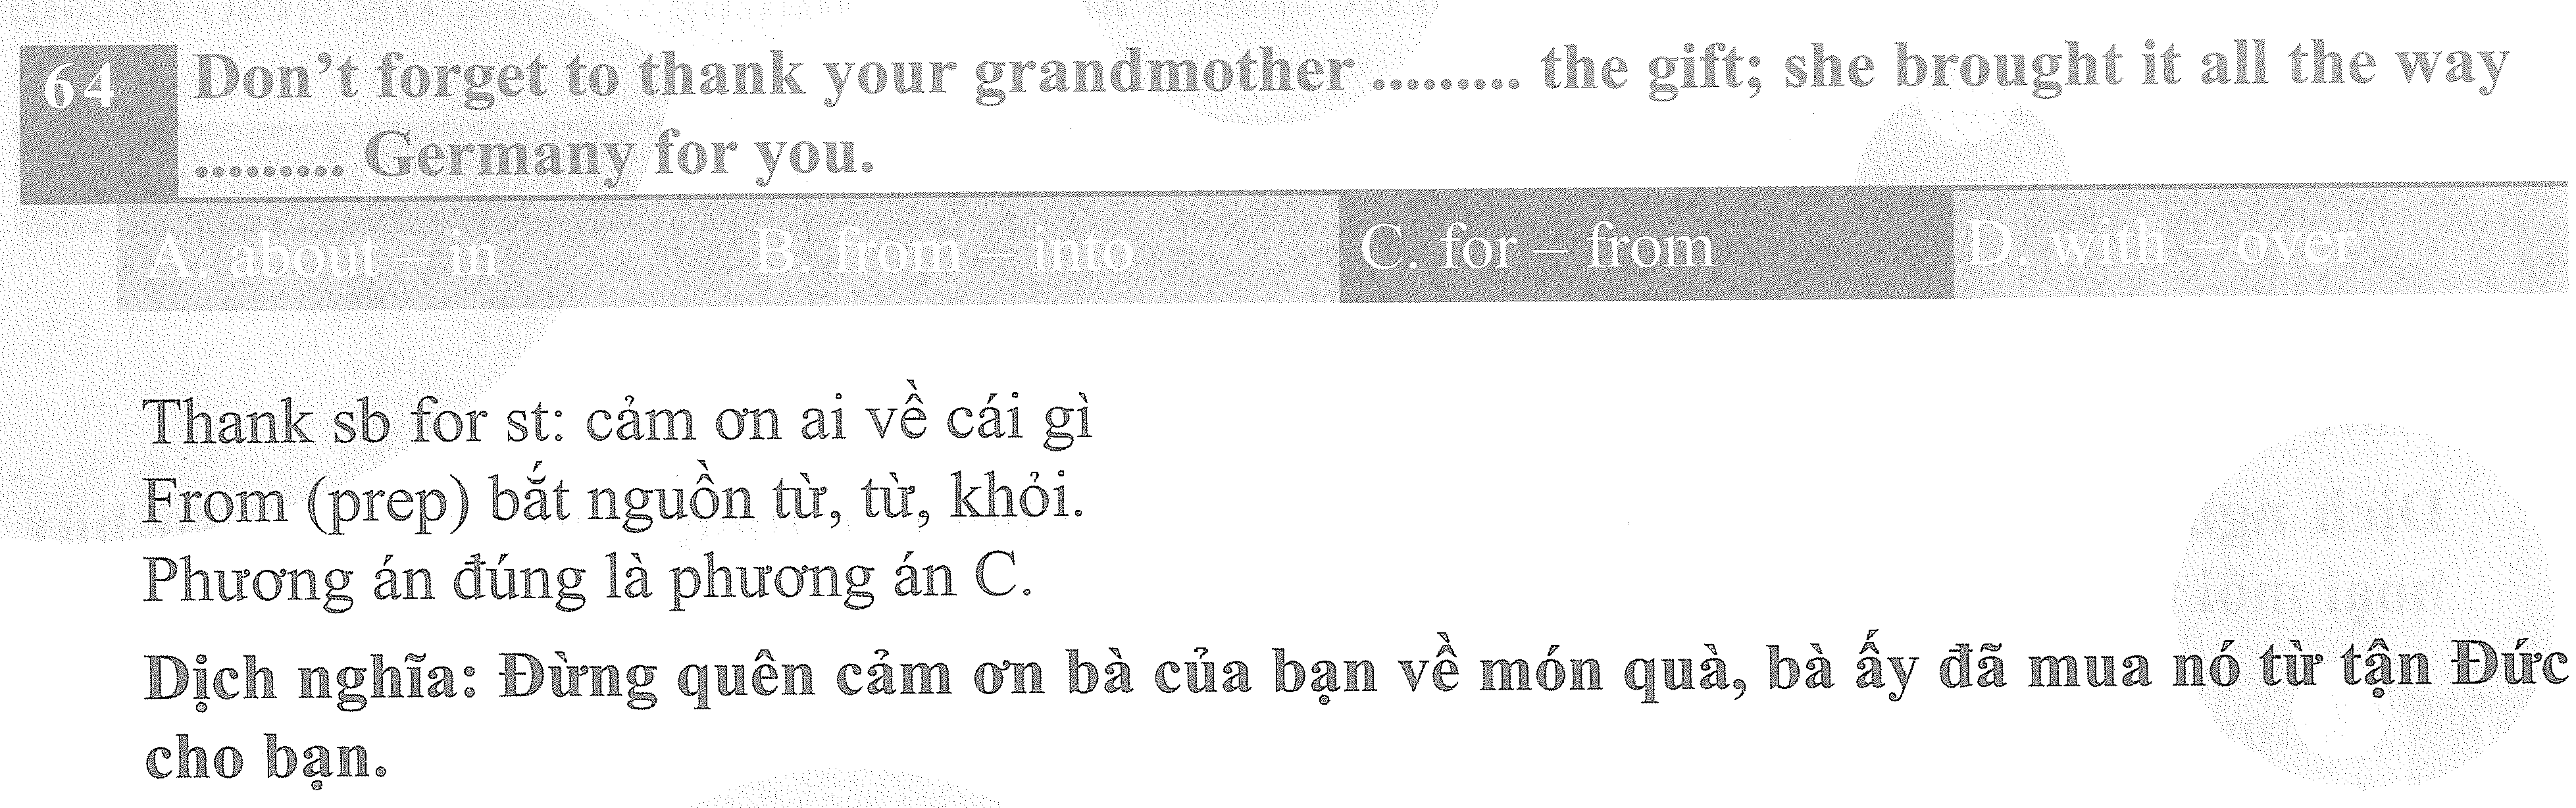 64 Don't forget to thank your grandmother ......... the gift; she brought it all the way
......... Germany for you.
A. about – in B. from – into C. for – from D. with – over
Thank sb for st: cảm ơn ai về cái gì
From (prep) bắt nguồn từ, từ, khỏi.
Phương án đúng là phương án C.
Dịch nghĩa: Đừng quên cảm ơn bà của bạn về món quà, bà ấy đã mua nó từ tận Đức
cho bạn.